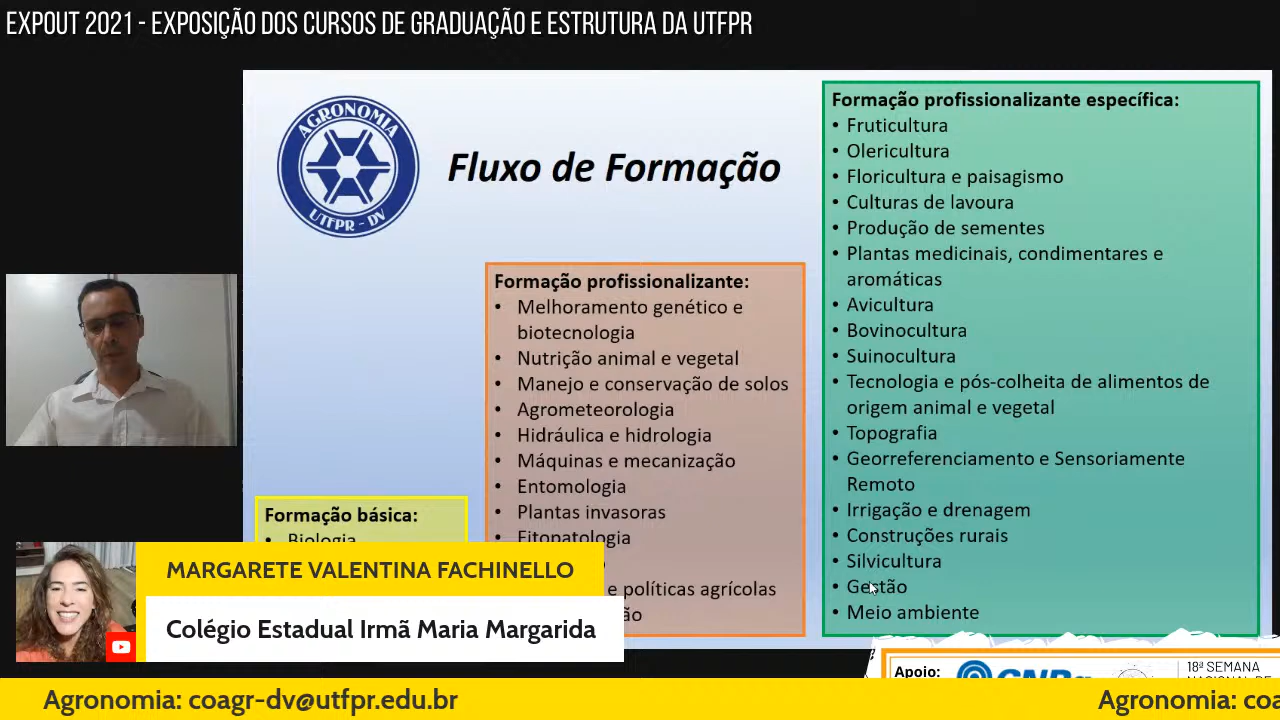 EXPOUT 2021 - EXPOSIÇÃO DOS CURSOS DE GRADUAÇÃO E ESTRUTURA DA UTFPR
AGRONOMIA
UTFPR - DV
Fluxo de Formação
Formação básica:
• Biologia
Formação profissionalizante:
• Melhoramento genético e
biotecnologia
• Nutrição animal e vegetal
• Manejo e conservação de solos
• Agrometeorologia
• Hidráulica e hidrologia
• Máquinas e mecanização
• Entomologia
• Plantas invasoras
• Fitopatologia
e políticas agrícolas
ão
Formação profissionalizante específica:
• Fruticultura
• Olericultura
• Floricultura e paisagismo
• Culturas de lavoura
• Produção de sementes
• Plantas medicinais, condimentares e
aromáticas
• Avicultura
• Bovinocultura
• Suinocultura
• Tecnologia e pós-colheita de alimentos de
origem animal e vegetal
• Topografia
• Georreferenciamento e Sensoriamente
Remoto
• Irrigação e drenagem
• Construções rurais
• Silvicultura
• Gestão
• Meio ambiente
MARGARETE VALENTINA FACHINELLO
Colégio Estadual Irmã Maria Margarida
Apoio:
18ª SEMANA
Agronomia: coagr-dv@utfpr.edu.br
Agronomia: coa